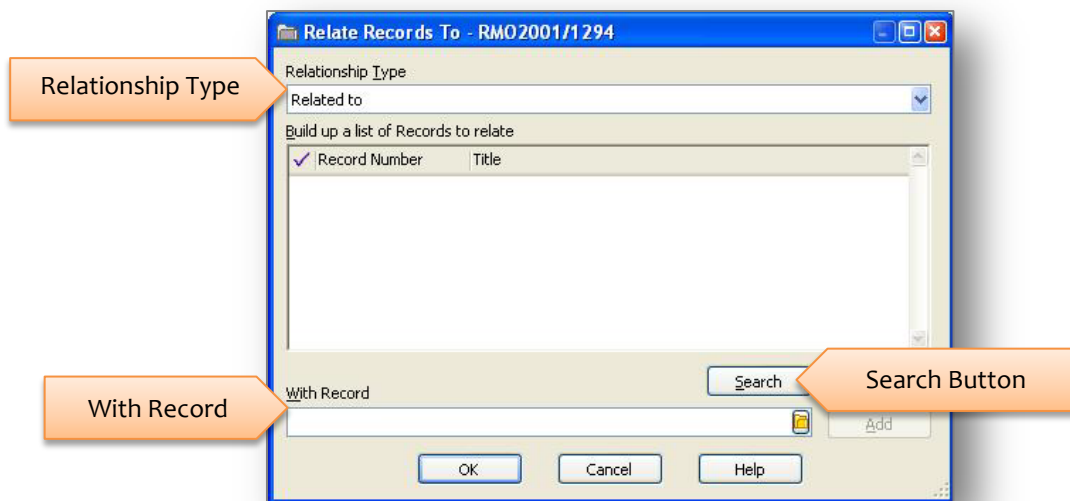 Relate Records To - RMO2001/1294
Relationship Type
Relationship Type
Related to
Build up a list of Records to relate
Record Number Title
Search
Search Button
With Record
With Record
Add
OK Cancel Help